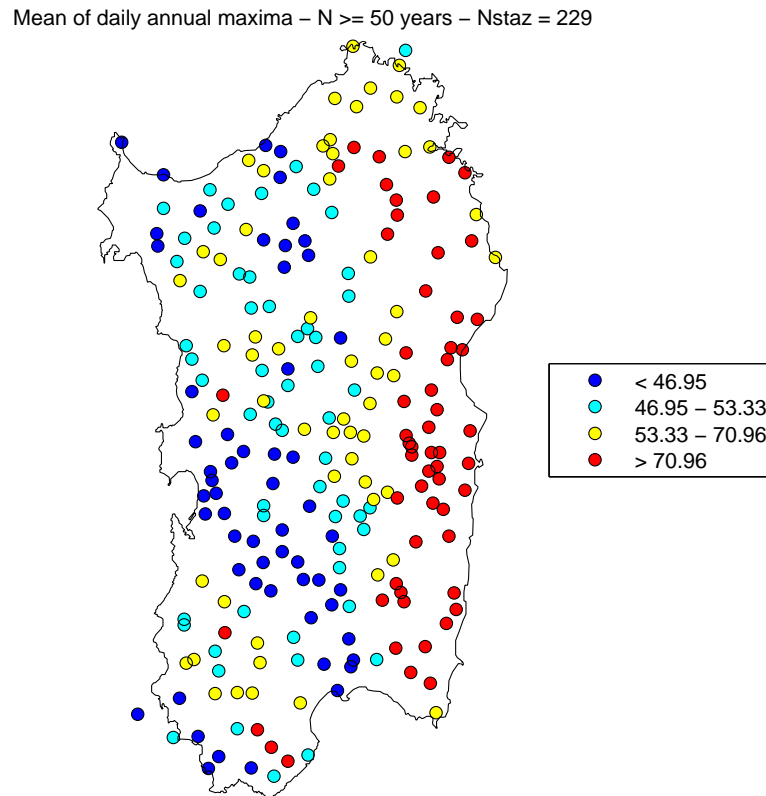 Mean of daily annual maxima – N >= 50 years – Nstaz = 229
< 46.95
46.95 – 53.33
53.33 – 70.96
> 70.96